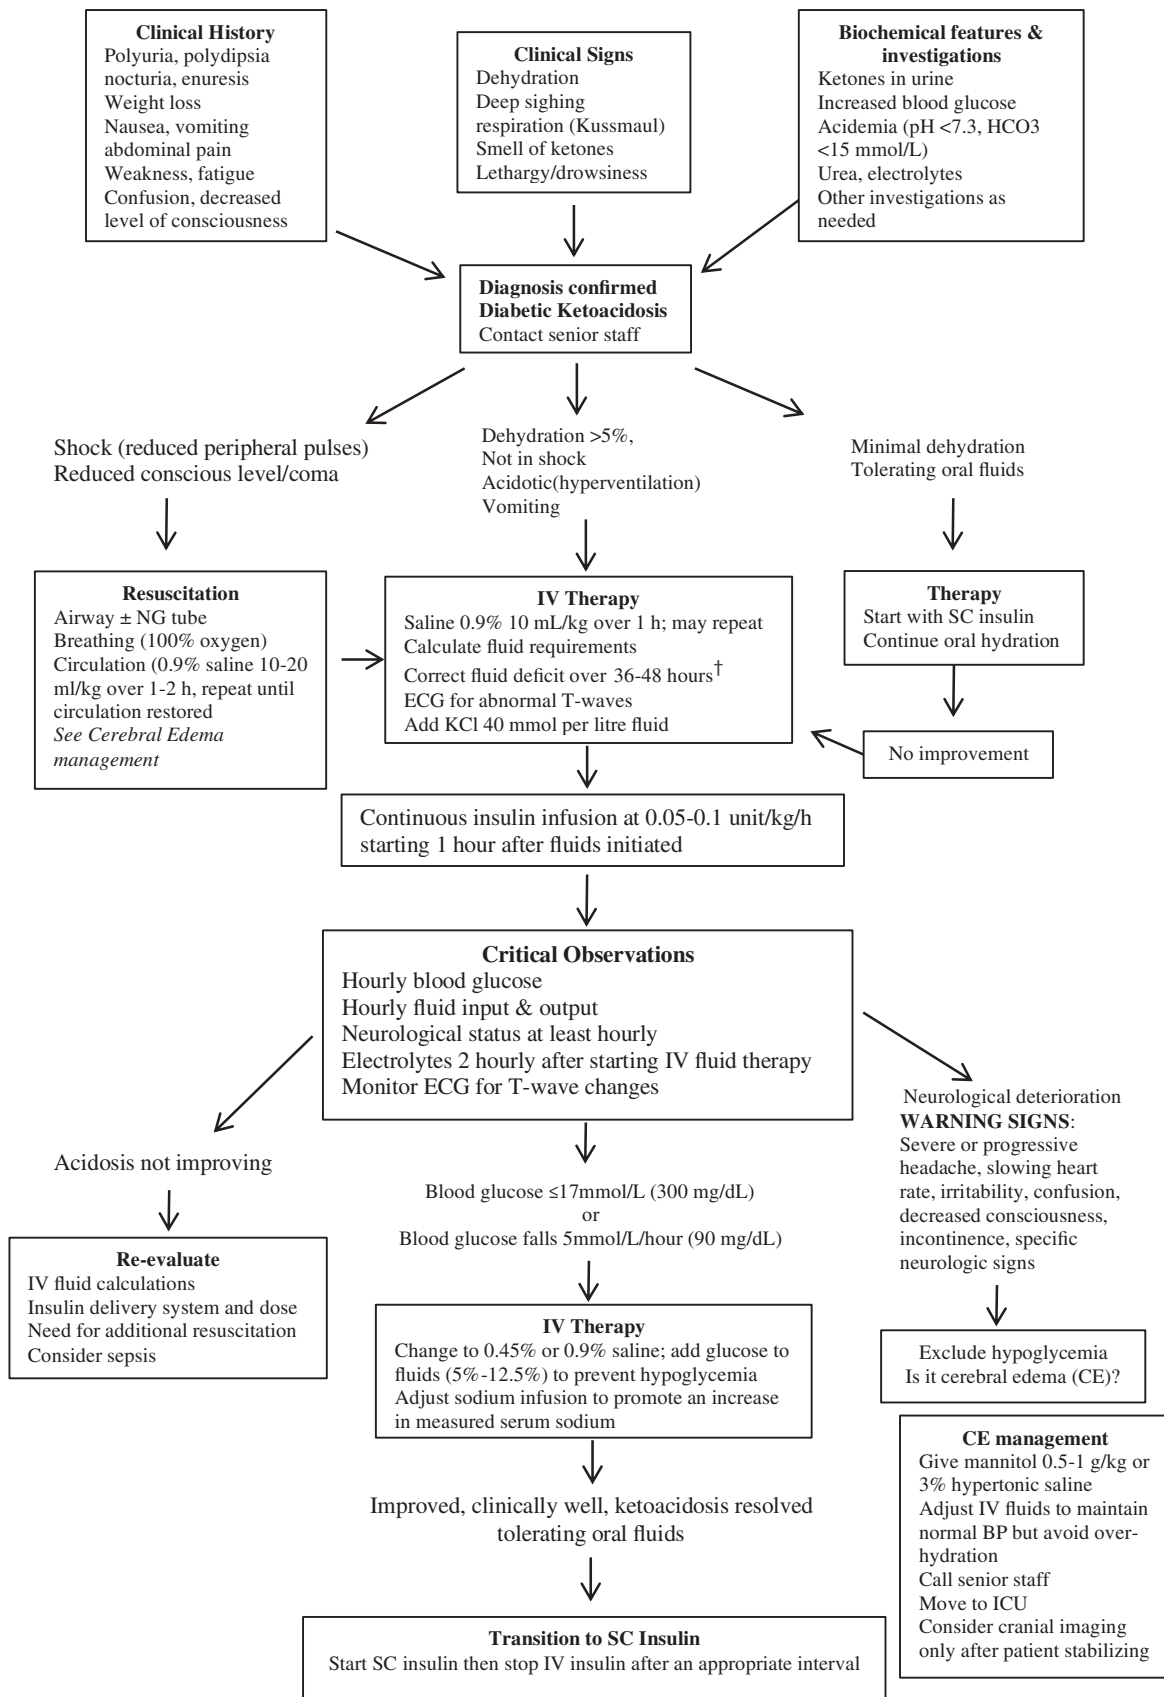 Clinical History
Polyuria, polydipsia
nocturia, enuresis
Weight loss
Nausea, vomiting
abdominal pain
Weakness, fatigue
Confusion, decreased
level of consciousness
Clinical Signs
Dehydration
Deep sighing
respiration (Kussmaul)
Smell of ketones
Lethargy/drowsiness
Biochemical features &
investigations
Ketones in urine
Increased blood glucose
Acidemia (pH <7.3, HCO3
<15 mmol/L)
Urea, electrolytes
Other investigations as
needed
Diagnosis confirmed
Diabetic Ketoacidosis
Contact senior staff
Shock (reduced peripheral pulses)
Reduced conscious level/coma
Dehydration >5%,
Not in shock
Acidotic(hyperventilation)
Vomiting
Minimal dehydration
Tolerating oral fluids
Resuscitation
Airway ± NG tube
Breathing (100% oxygen)
Circulation (0.9% saline 10-20
ml/kg over 1-2 h, repeat until
circulation restored
See Cerebral Edema
management
IV Therapy
Saline 0.9% 10 mL/kg over 1 h; may repeat
Calculate fluid requirements
Correct fluid deficit over 36-48 hours†
ECG for abnormal T-waves
Add KCl 40 mmol per litre fluid
Therapy
Start with SC insulin
Continue oral hydration
No improvement
Continuous insulin infusion at 0.05-0.1 unit/kg/h
starting 1 hour after fluids initiated
Critical Observations
Hourly blood glucose
Hourly fluid input & output
Neurological status at least hourly
Electrolytes 2 hourly after starting IV fluid therapy
Monitor ECG for T-wave changes
Acidosis not improving
Re-evaluate
IV fluid calculations
Insulin delivery system and dose
Need for additional resuscitation
Consider sepsis
Blood glucose ≤17mmol/L (300 mg/dL)
or
Blood glucose falls 5mmol/L/hour (90 mg/dL)
IV Therapy
Change to 0.45% or 0.9% saline; add glucose to
fluids (5%-12.5%) to prevent hypoglycemia
Adjust sodium infusion to promote an increase
in measured serum sodium
Improved, clinically well, ketoacidosis resolved
tolerating oral fluids
Transition to SC Insulin
Start SC insulin then stop IV insulin after an appropriate interval
Neurological deterioration
WARNING SIGNS:
Severe or progressive
headache, slowing heart
rate, irritability, confusion,
decreased consciousness,
incontinence, specific
neurologic signs
Exclude hypoglycemia
Is it cerebral edema (CE)?
CE management
Give mannitol 0.5-1 g/kg or
3% hypertonic saline
Adjust IV fluids to maintain
normal BP but avoid over-
hydration
Call senior staff
Move to ICU
Consider cranial imaging
only after patient stabilizing